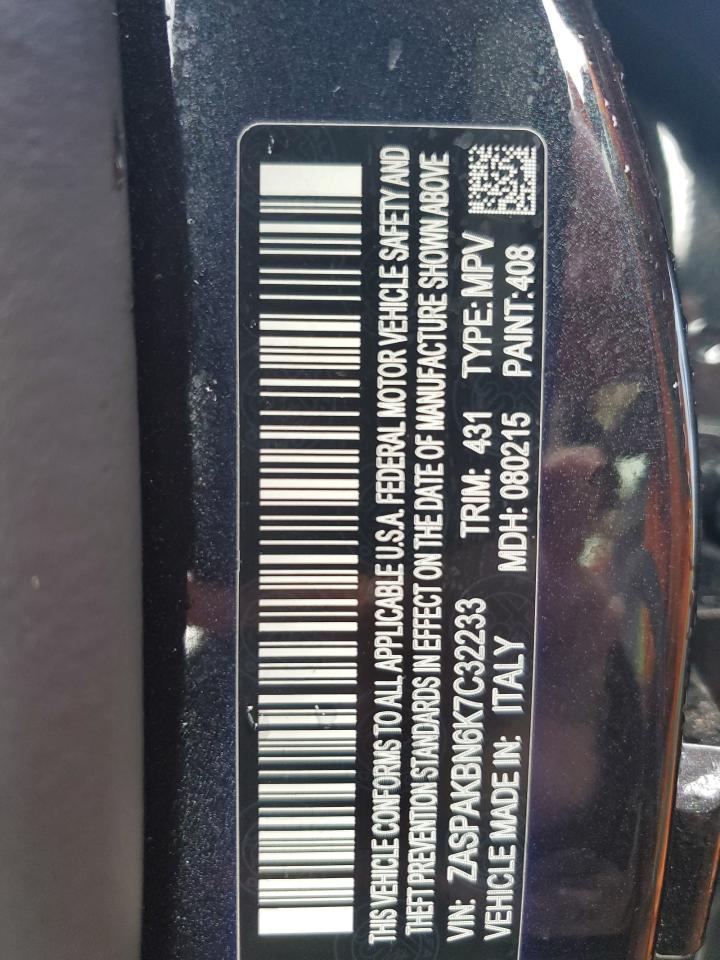 THIS VEHICLE CONFORMS TO ALL APPLICABLE U.S.A. FEDERAL MOTOR VEHICLE SAFETY AND
THEFT PREVENTION STANDARDS IN EFFECT ON THE DATE OF MANUFACTURE SHOWN ABOVE
VIN: ZASPAKBN6K7C32233 TRIM: 431 TYPE: MPV
VEHICLE MADE IN: ITALY MDH: 080215 PAINT:408